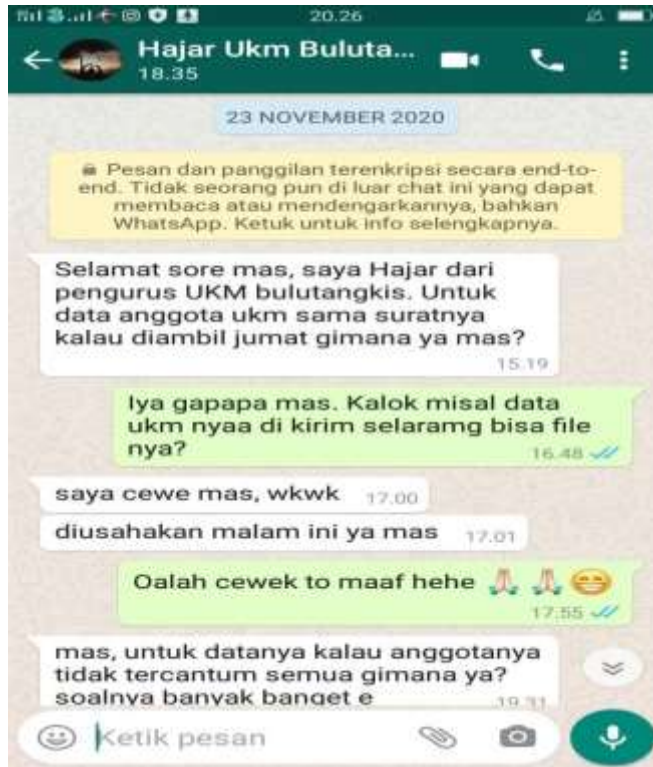 20.26
Hajar Ukm Buluta...
18.35
23 NOVEMBER 2020
Pesan dan panggilan terenkripsi secara end-to-
end. Tidak seorang pun di luar chat ini yang dapat
membaca atau mendengarkannya, bahkan
WhatsApp. Ketuk untuk info selengkapnya.
Selamat sore mas, saya Hajar dari
pengurus UKM bulutangkis. Untuk
data anggota ukm sama suratnya
kalau diambil jumat gimana ya mas?
15.19
Iya gapapa mas. Kalok misal data
ukm nyaa di kirim selaramg bisa file
nya?
16.48
saya cewe mas, wkwk 17.00
diusahakan malam ini ya mas 17.01
Oalah cewek to maaf hehe
17.55
mas, untuk datanya kalau anggotanya
tidak tercantum semua gimana ya?
soalnya banyak banget e
19.31
Ketik pesan